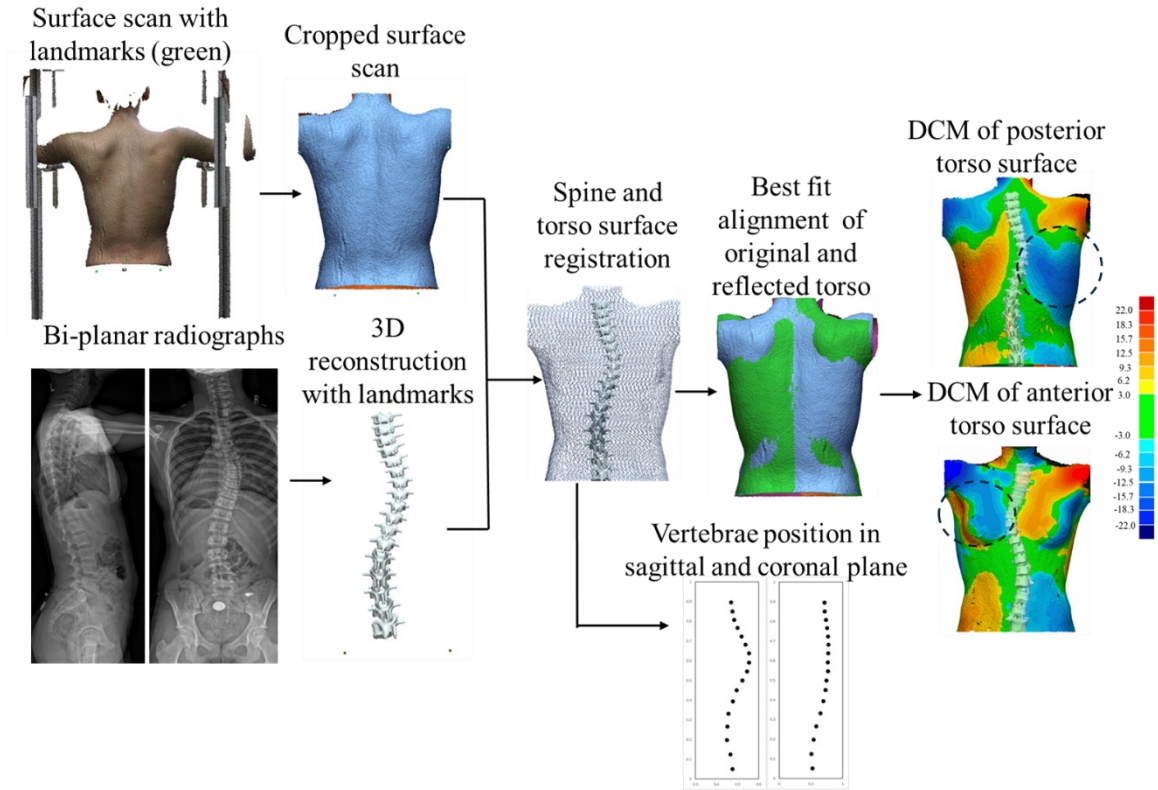 Surface scan with
landmarks (green)
Cropped surface
scan
Bi-planar radiographs
3D
reconstruction
with landmarks
Spine and
torso surface
registration
Best fit
alignment of
original and
reflected torso
DCM of posterior
torso surface
DCM of anterior
torso surface
22.0
18.3
15.7
12.5
9.3
6.2
3.0
-3.0
-6.2
-9.3
-12.5
-15.7
-18.3
-22.0
Vertebrae position in
sagittal and coronal plane